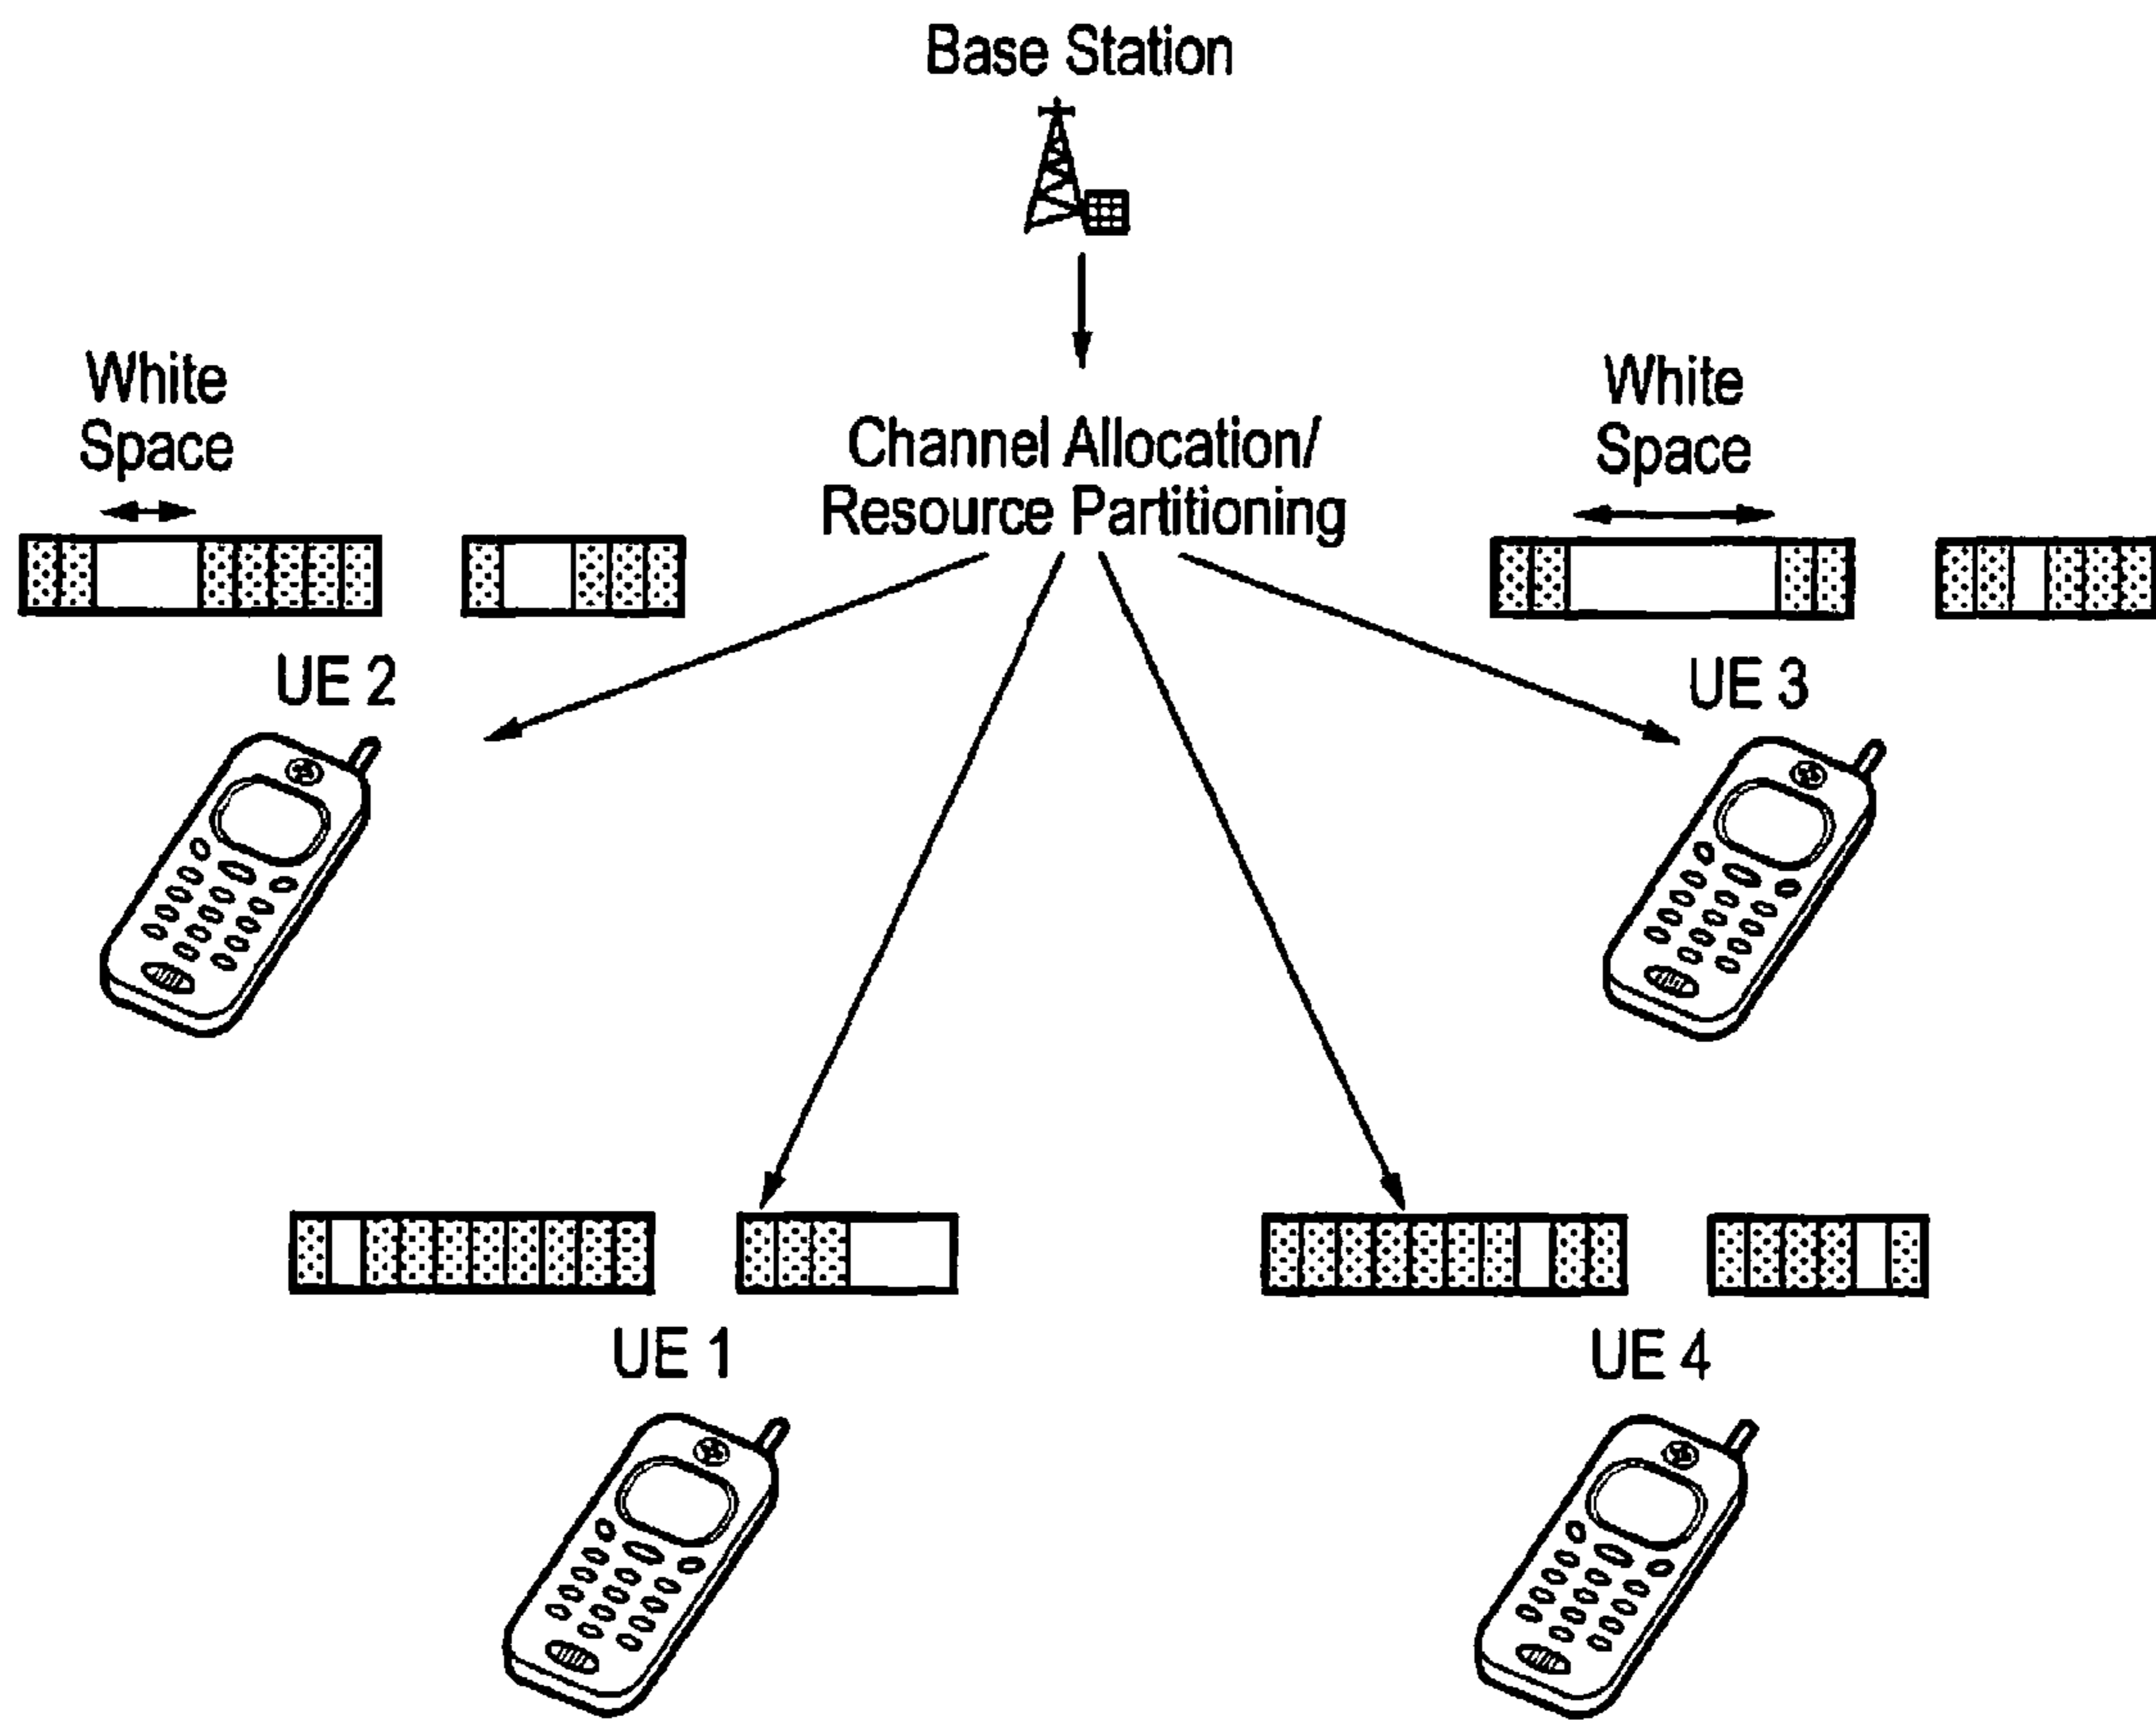 Base Station
White
Space
Channel Allocation/
Resource Partitioning
White
Space
UE 2
UE 3
UE 1
UE 4